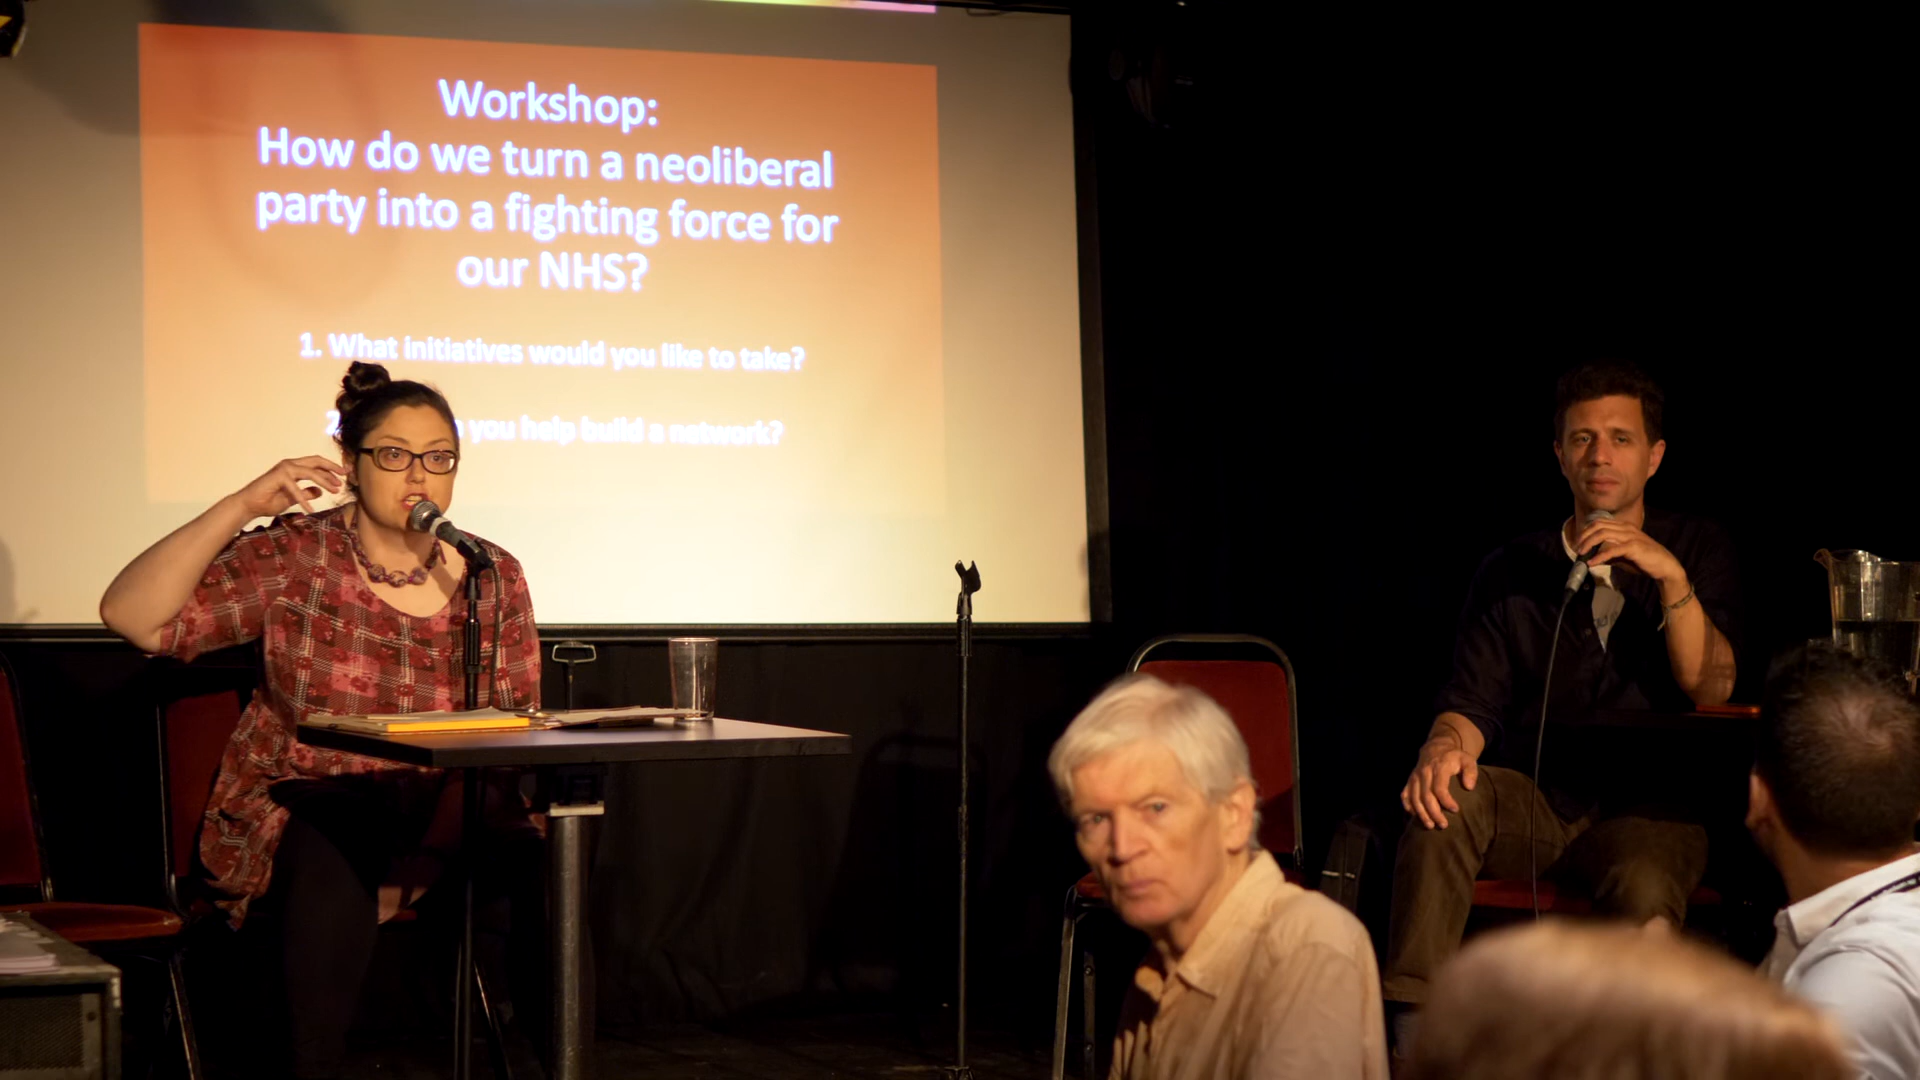 Workshop:
How do we turn a neoliberal
party into a fighting force for
our NHS?
1. What initiatives would you like to take?
you help build a network?